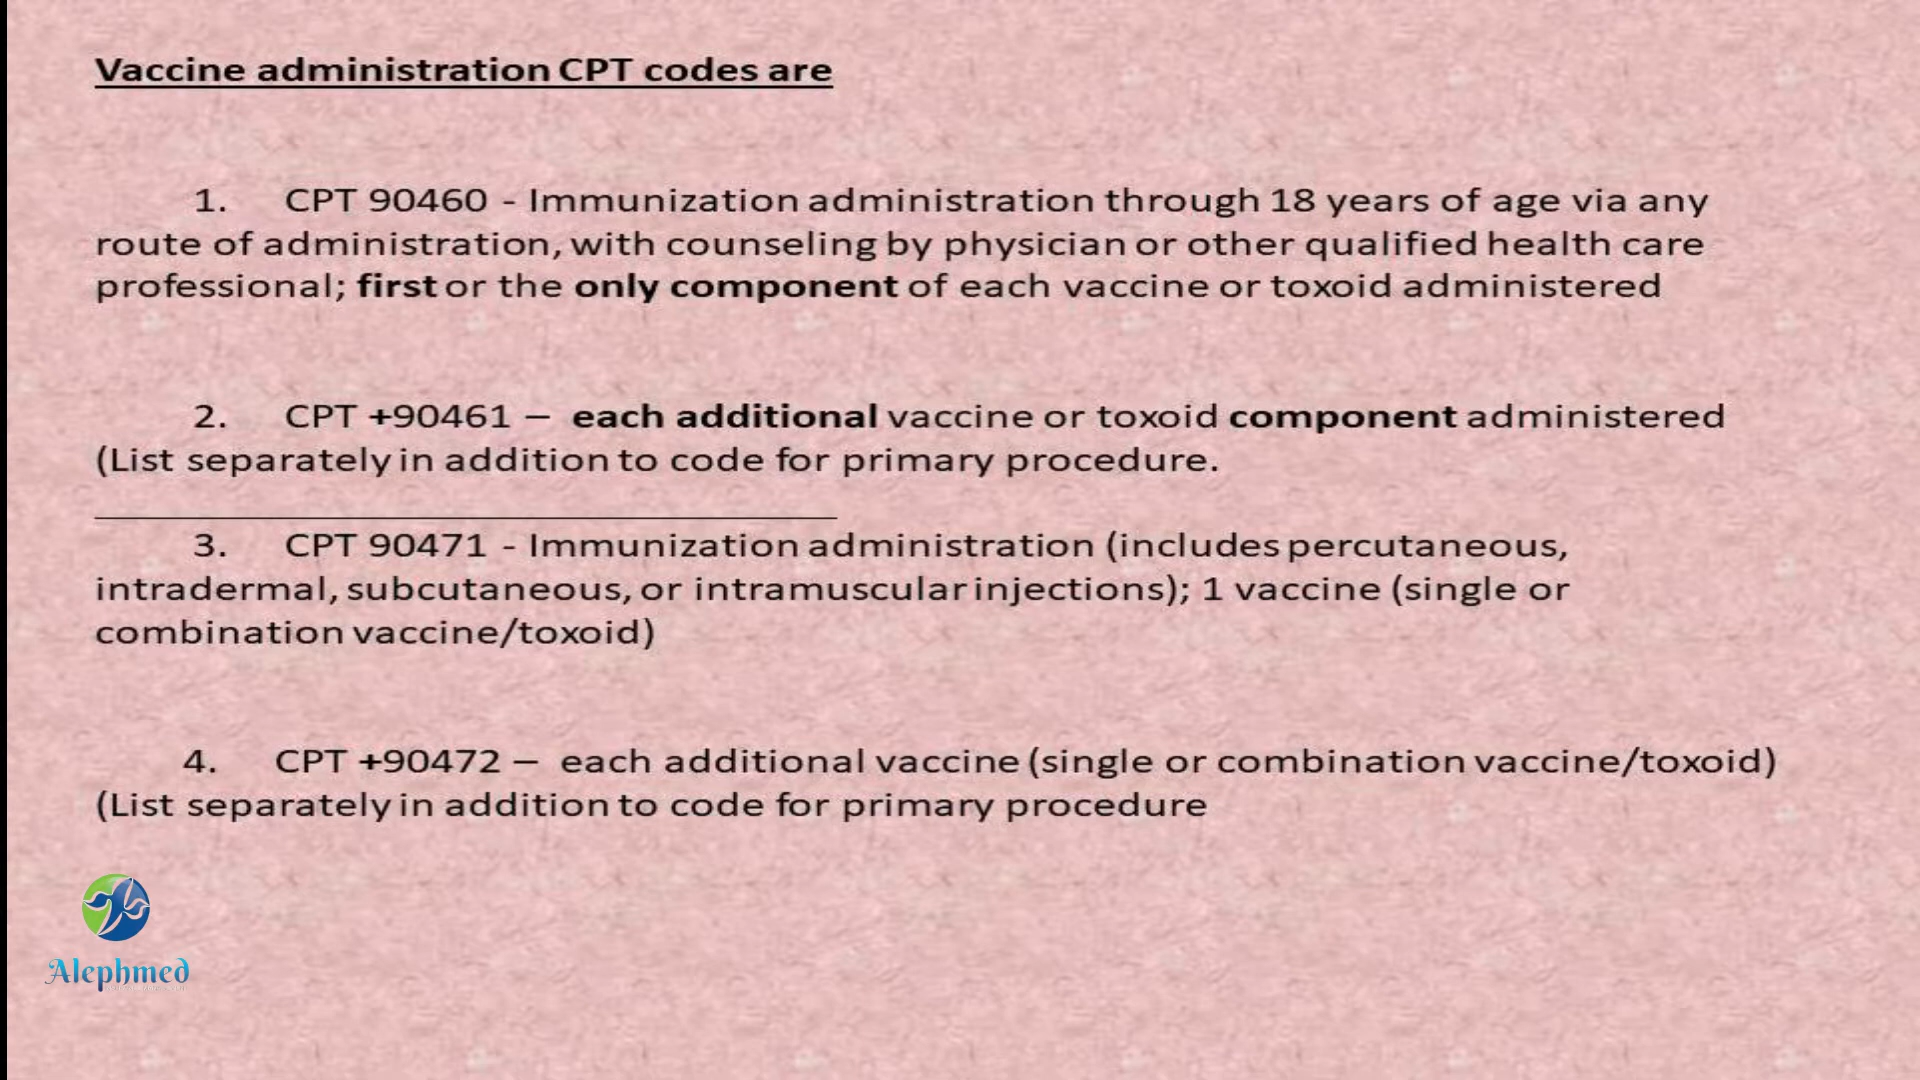 Vaccine administration CPT codes are
1. CPT 90460 - Immunization administration through 18 years of age via any
route of administration, with counseling by physician or other qualified health care
professional; first or the only component of each vaccine or toxoid administered
2. CPT +90461 – each additional vaccine or toxoid component administered
(List separately in addition to code for primary procedure.
3. CPT 90471 - Immunization administration (includes percutaneous,
intradermal, subcutaneous, or intramuscular injections); 1 vaccine (single or
combination vaccine/toxoid)
4. CPT +90472 – each additional vaccine (single or combination vaccine/toxoid)
(List separately in addition to code for primary procedure
Alephmed